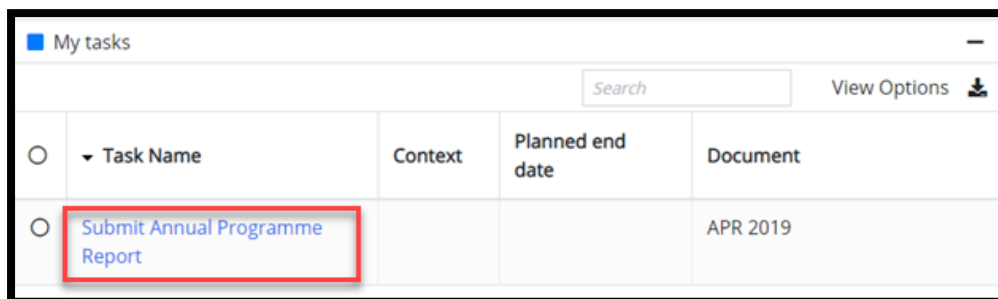 My tasks
Search View Options
Task Name Context Planned end date Document
Submit Annual Programme Report APR 2019